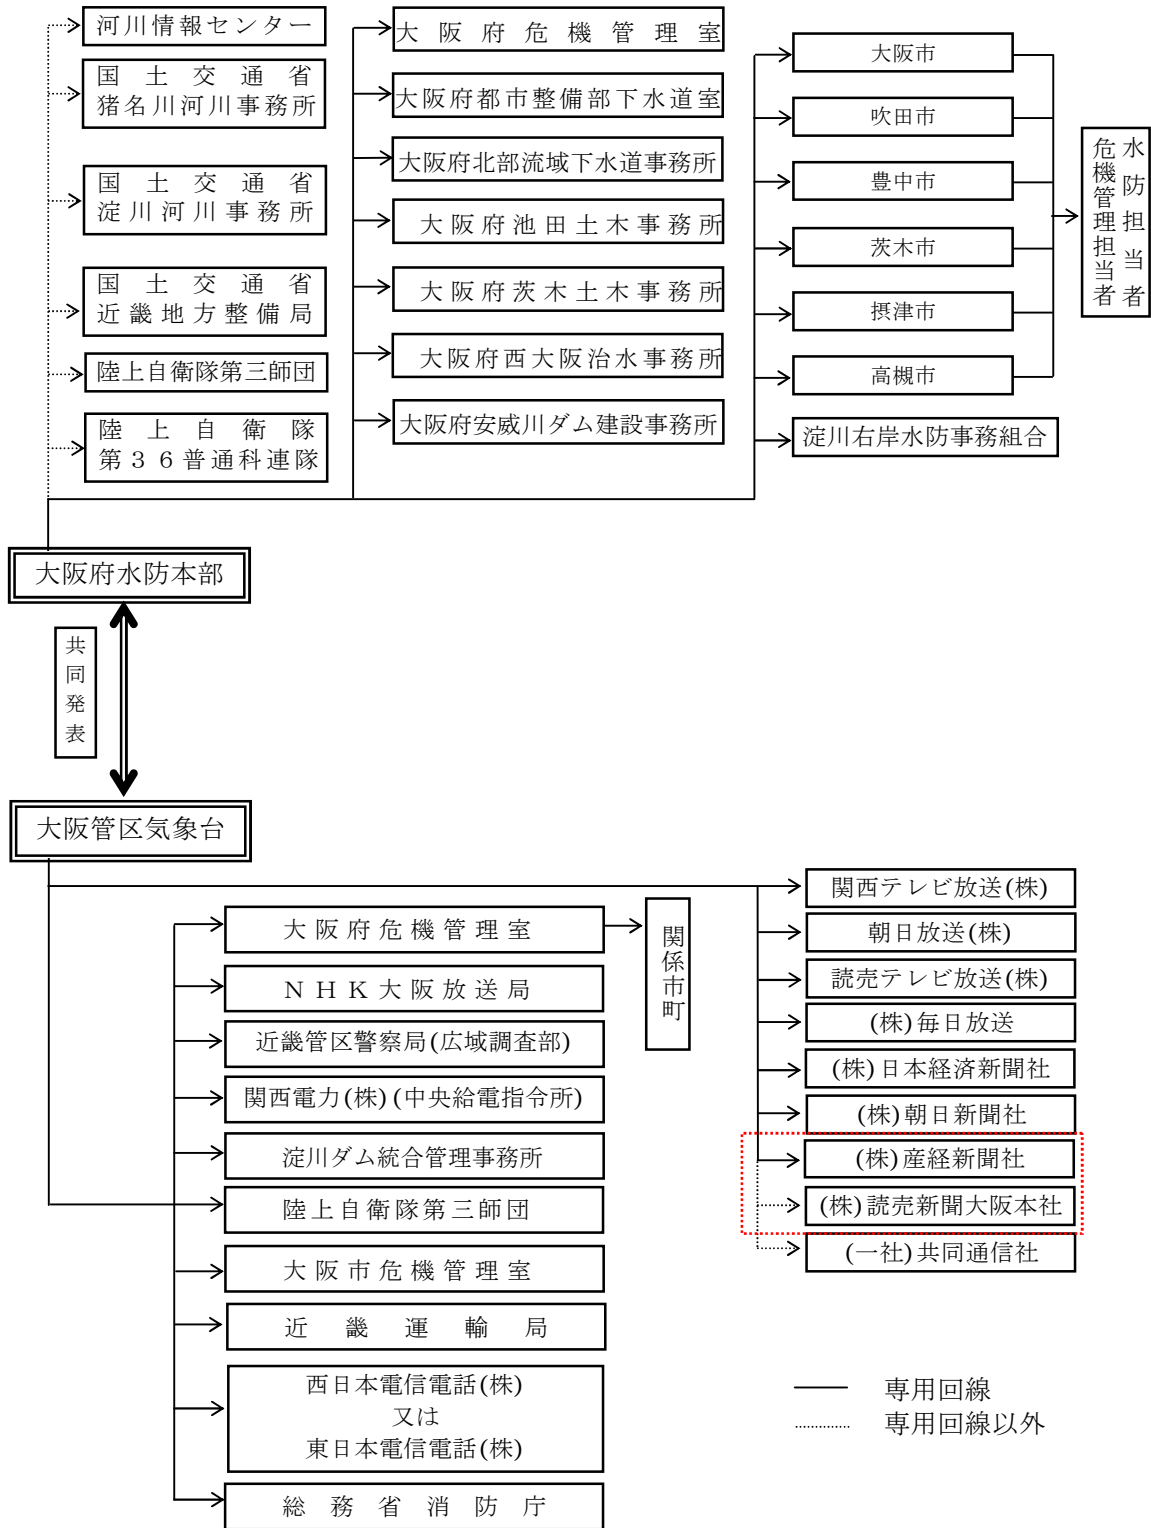 河川情報センター
国土交通省
猪名川河川事務所
国土交通省
淀川河川事務所
国土交通省
近畿地方整備局
陸上自衛隊第三師団
陸上自衛隊
第３６普通科連隊
大阪府危機管理室
大阪府都市整備部下水道室
大阪府北部流域下水道事務所
大阪府池田土木事務所
大阪府茨木土木事務所
大阪府西大阪治水事務所
大阪府安威川ダム建設事務所
大阪市
吹田市
豊中市
茨木市
摂津市
高槻市
淀川右岸水防事務組合
水防担当者
危機管理担当者
大阪府水防本部
共同発表
大阪管区気象台
大阪府危機管理室
ＮＨＫ大阪放送局
近畿管区警察局(広域調査部)
関西電力(株)(中央給電指令所)
淀川ダム統合管理事務所
陸上自衛隊第三師団
大阪市危機管理室
近畿運輸局
西日本電信電話(株)
又は
東日本電信電話(株)
総務省消防庁
関係市町
関西テレビ放送(株)
朝日放送(株)
読売テレビ放送(株)
(株)毎日放送
(株)日本経済新聞社
(株)朝日新聞社
(株)産経新聞社
(株)読売新聞大阪本社
(一社)共同通信社
専用回線
専用回線以外